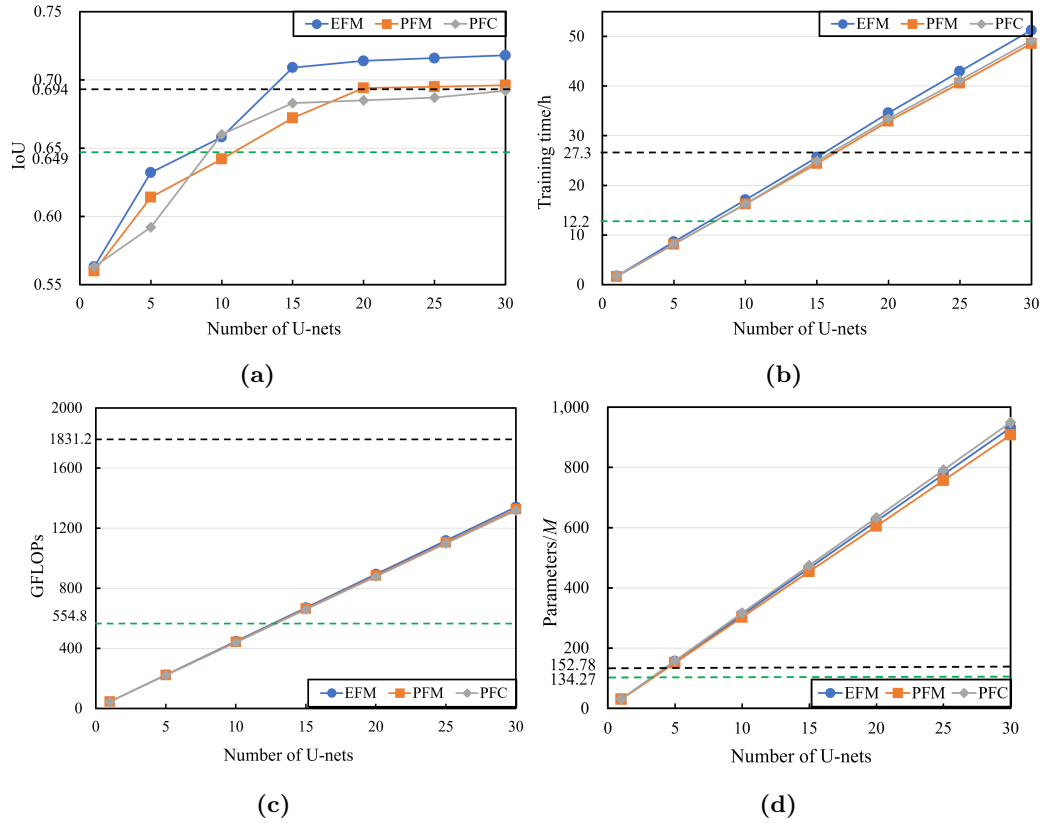 0.75
0.70
0.694
0.65
0.649
0.60
0.55
IoU
EFM PFM PFC
0 5 10 15 20 25 30
Number of U-nets
(a)
50
40
30
27.3
20
12.2
10
0
Training time/h
EFM PFM PFC
0 5 10 15 20 25 30
Number of U-nets
(b)
2000
1831.2
1600
1200
800
554.8
400
0
GFLOPs
EFM PFM PFC
0 5 10 15 20 25 30
Number of U-nets
(c)
1,000
800
600
400
200
152.78
134.27
0
Parameters/M
EFM PFM PFC
0 5 10 15 20 25 30
Number of U-nets
(d)